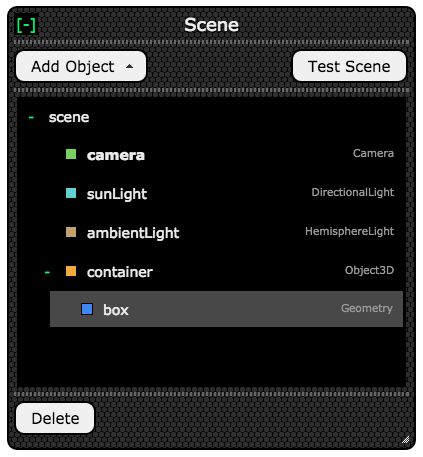 [-] Scene
Add Object Test Scene
- scene
camera Camera
sunLight DirectionalLight
ambientLight HemisphereLight
- container Object3D
box Geometry
Delete